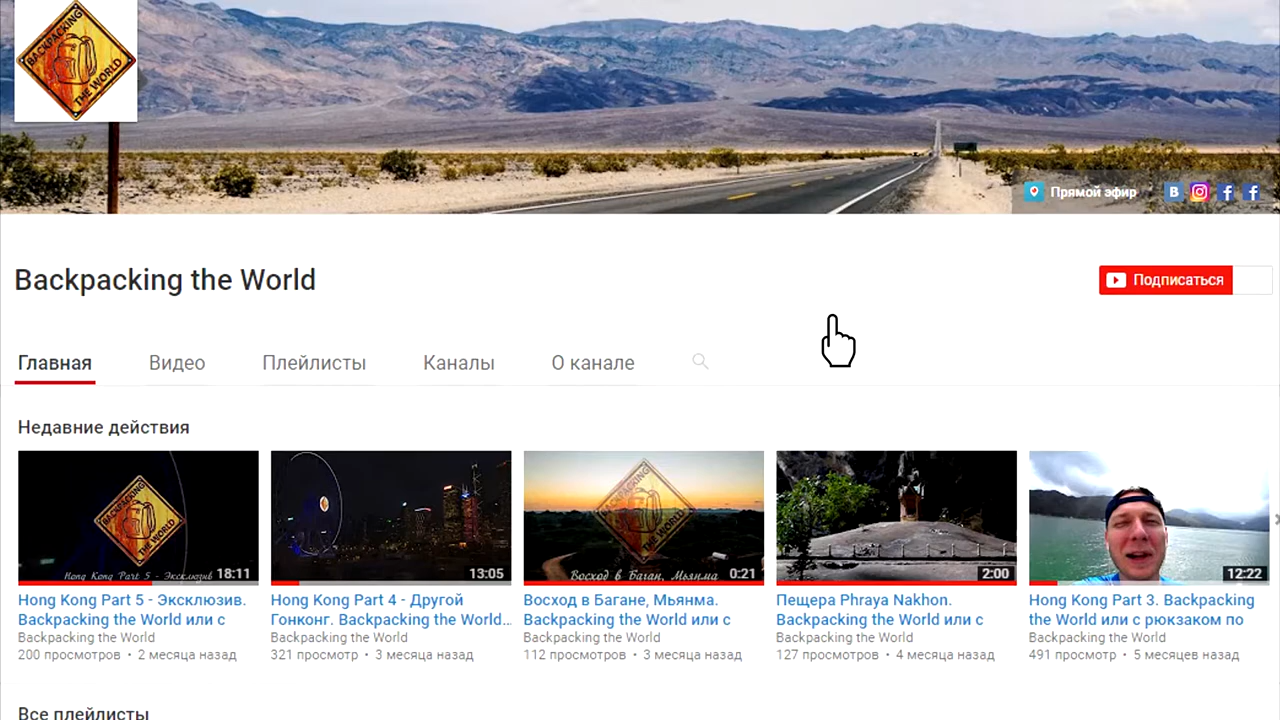 BACKPACKING
THE WORLD
Прямой эфир
Backpacking the World
Подписаться
Главная
Видео
Плейлисты
Каналы
О канале
Недавние действия
BACKPACKING
THE WORLD
Hong Kong Part 5 - Эксклюзив
18:11
Hong Kong Part 5 - Эксклюзив.
Backpacking the World или с
Backpacking the World
200 просмотров • 2 месяца назад
13:05
Hong Kong Part 4 - Другой
Гонконг. Backpacking the World...
Backpacking the World
321 просмотр • 3 месяца назад
BACKPACKING
THE WORLD
Восход в Баган, Мьянма
0:21
Восход в Багане, Мьянма.
Backpacking the World или с
Backpacking the World
112 просмотров • 3 месяца назад
2:00
Пещера Phraya Nakhon.
Backpacking the World или с
Backpacking the World
127 просмотров • 4 месяца назад
12:22
Hong Kong Part 3. Backpacking
the World или с рюкзаком по
Backpacking the World
491 просмотр • 5 месяцев назад
Все плейлисты